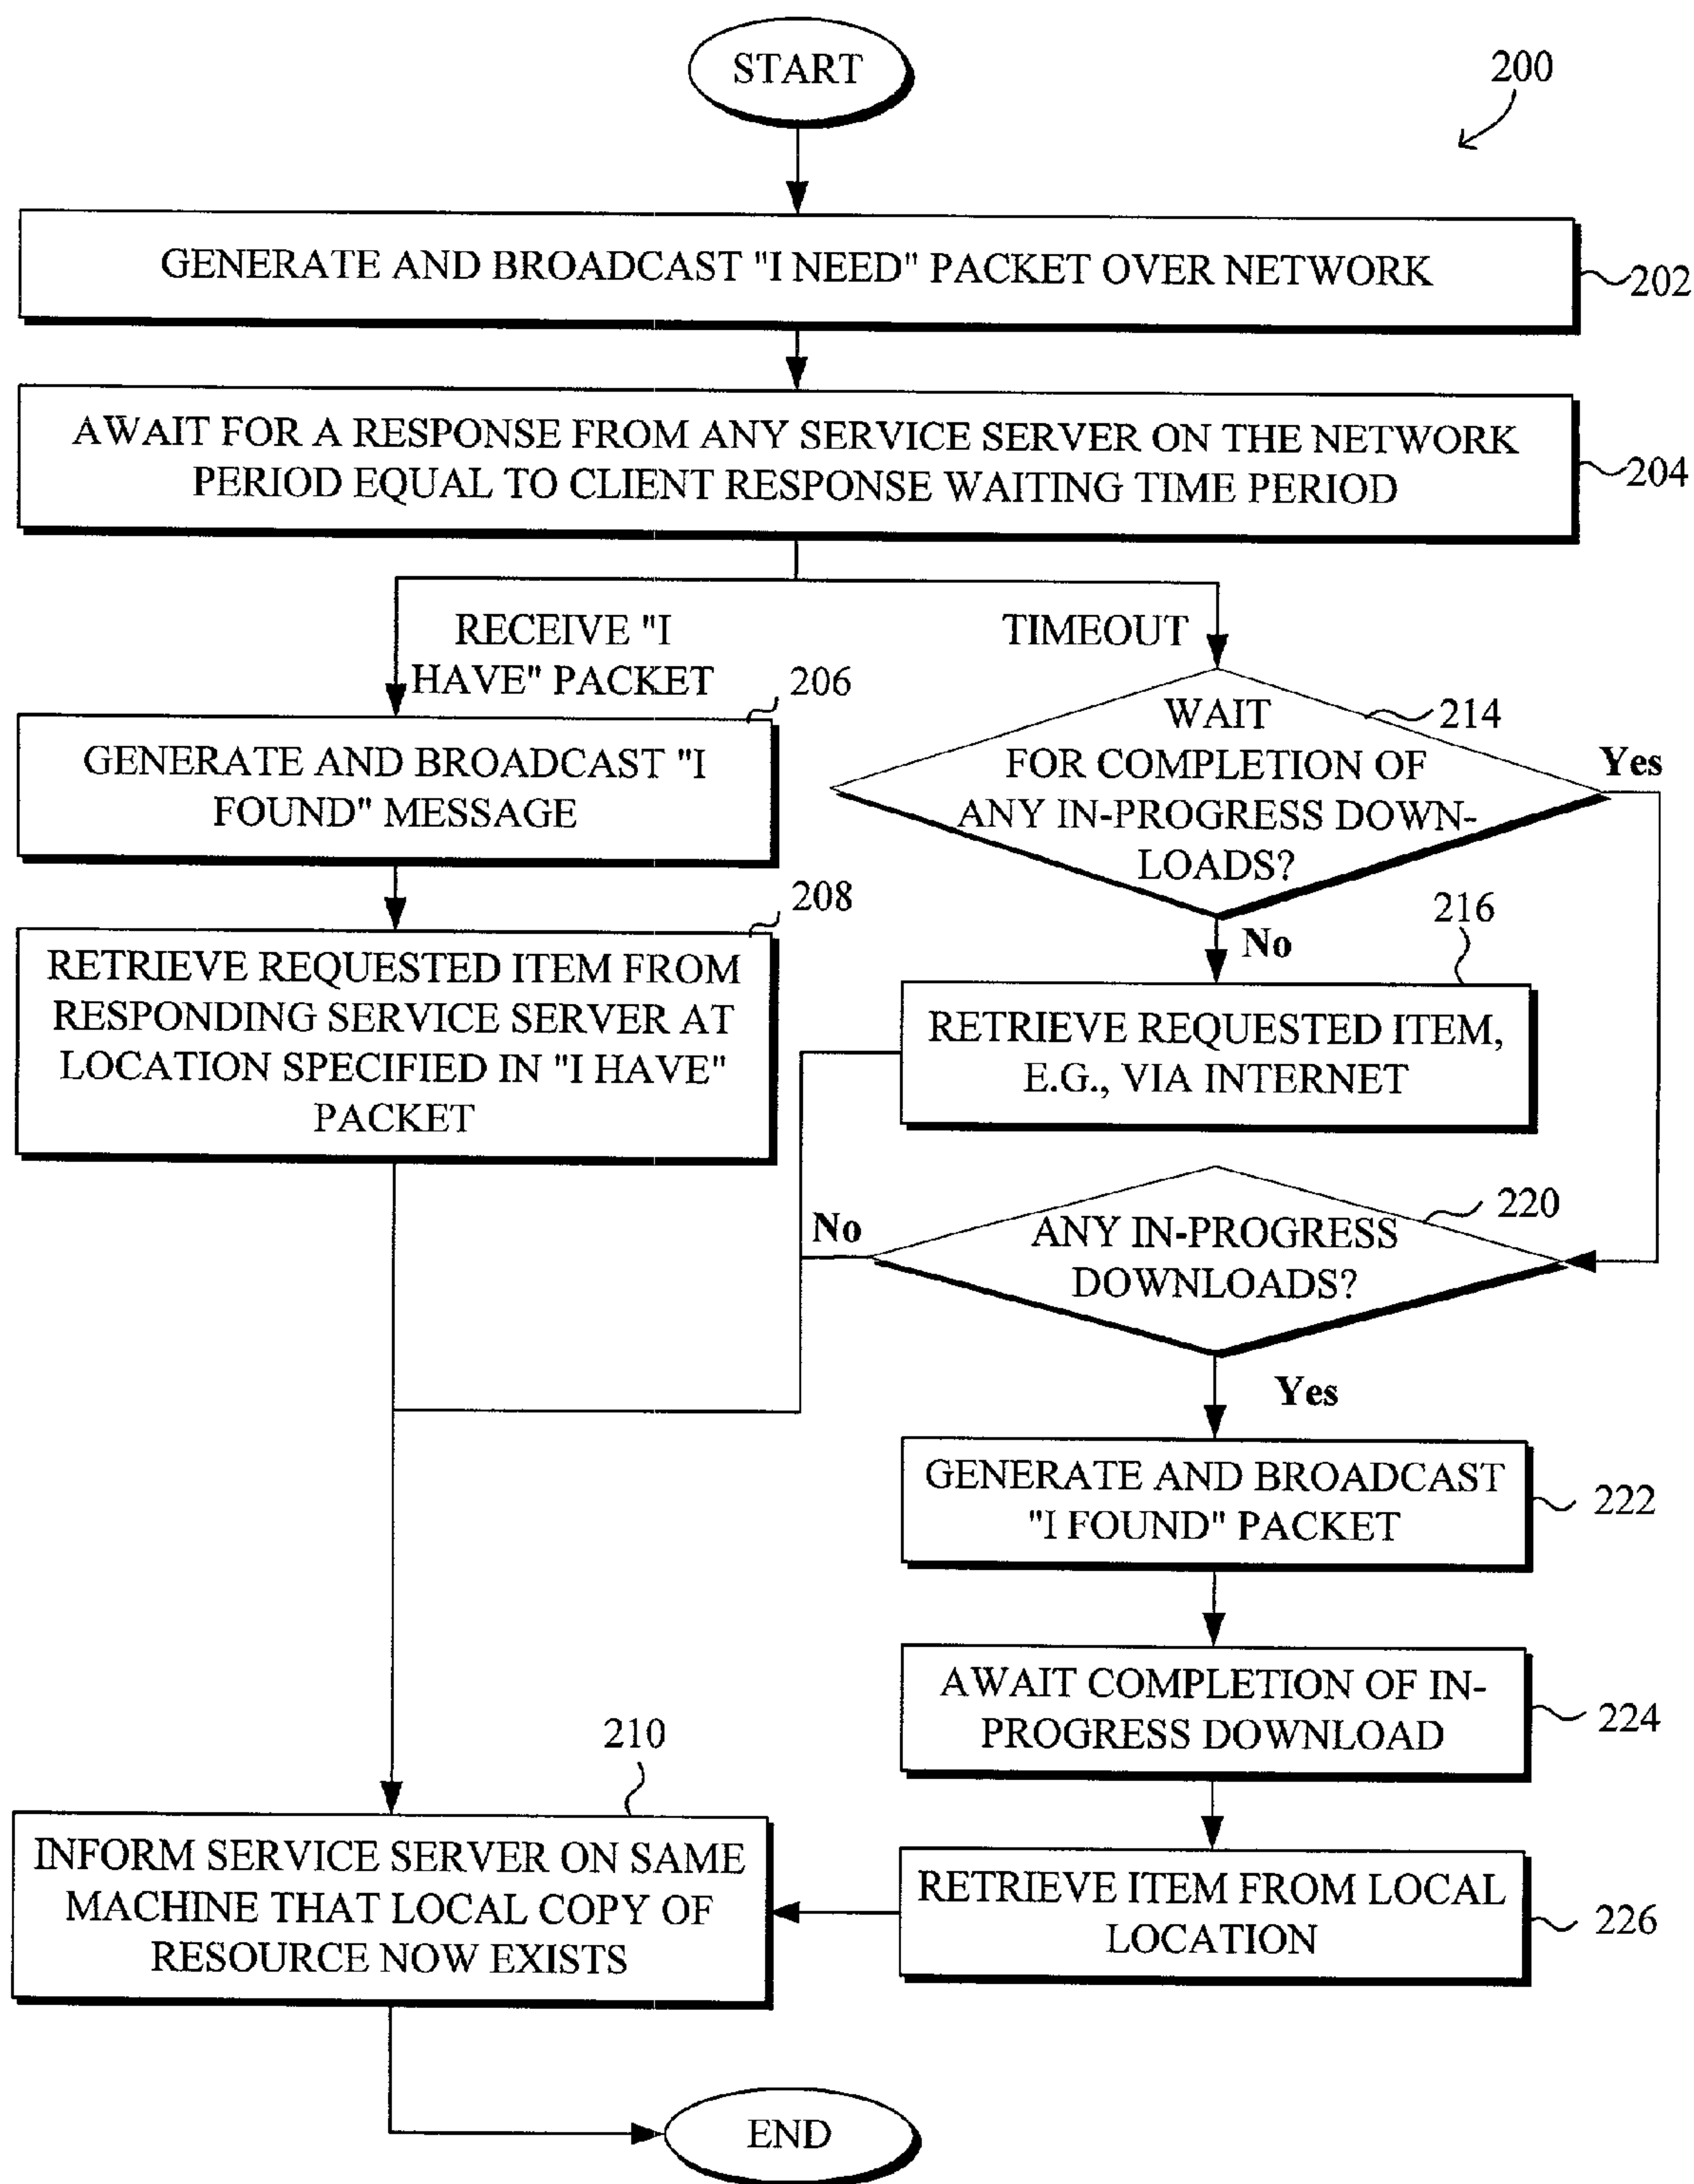 START
200
GENERATE AND BROADCAST "I NEED" PACKET OVER NETWORK
202
AWAIT FOR A RESPONSE FROM ANY SERVICE SERVER ON THE NETWORK
PERIOD EQUAL TO CLIENT RESPONSE WAITING TIME PERIOD
204
RECEIVE "I
HAVE" PACKET
TIMEOUT
206
GENERATE AND BROADCAST "I
FOUND" MESSAGE
208
RETRIEVE REQUESTED ITEM FROM
RESPONDING SERVICE SERVER AT
LOCATION SPECIFIED IN "I HAVE"
PACKET
WAIT
FOR COMPLETION OF
ANY IN-PROGRESS DOWN-
LOADS?
214
Yes
No
216
RETRIEVE REQUESTED ITEM,
E.G., VIA INTERNET
ANY IN-PROGRESS
DOWNLOADS?
220
No
Yes
GENERATE AND BROADCAST
"I FOUND" PACKET
222
AWAIT COMPLETION OF IN-
PROGRESS DOWNLOAD
224
RETRIEVE ITEM FROM LOCAL
LOCATION
226
210
INFORM SERVICE SERVER ON SAME
MACHINE THAT LOCAL COPY OF
RESOURCE NOW EXISTS
END